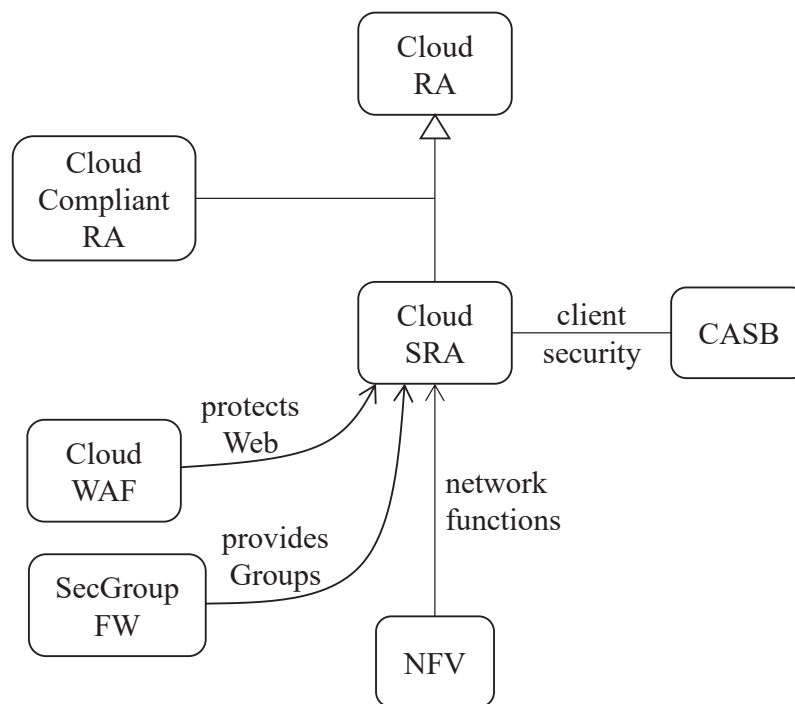 Cloud
RA
Cloud
Compliant
RA
Cloud
SRA
client
security
CASB
protects
Web
Cloud
WAF
network
functions
provides
Groups
SecGroup
FW
NFV